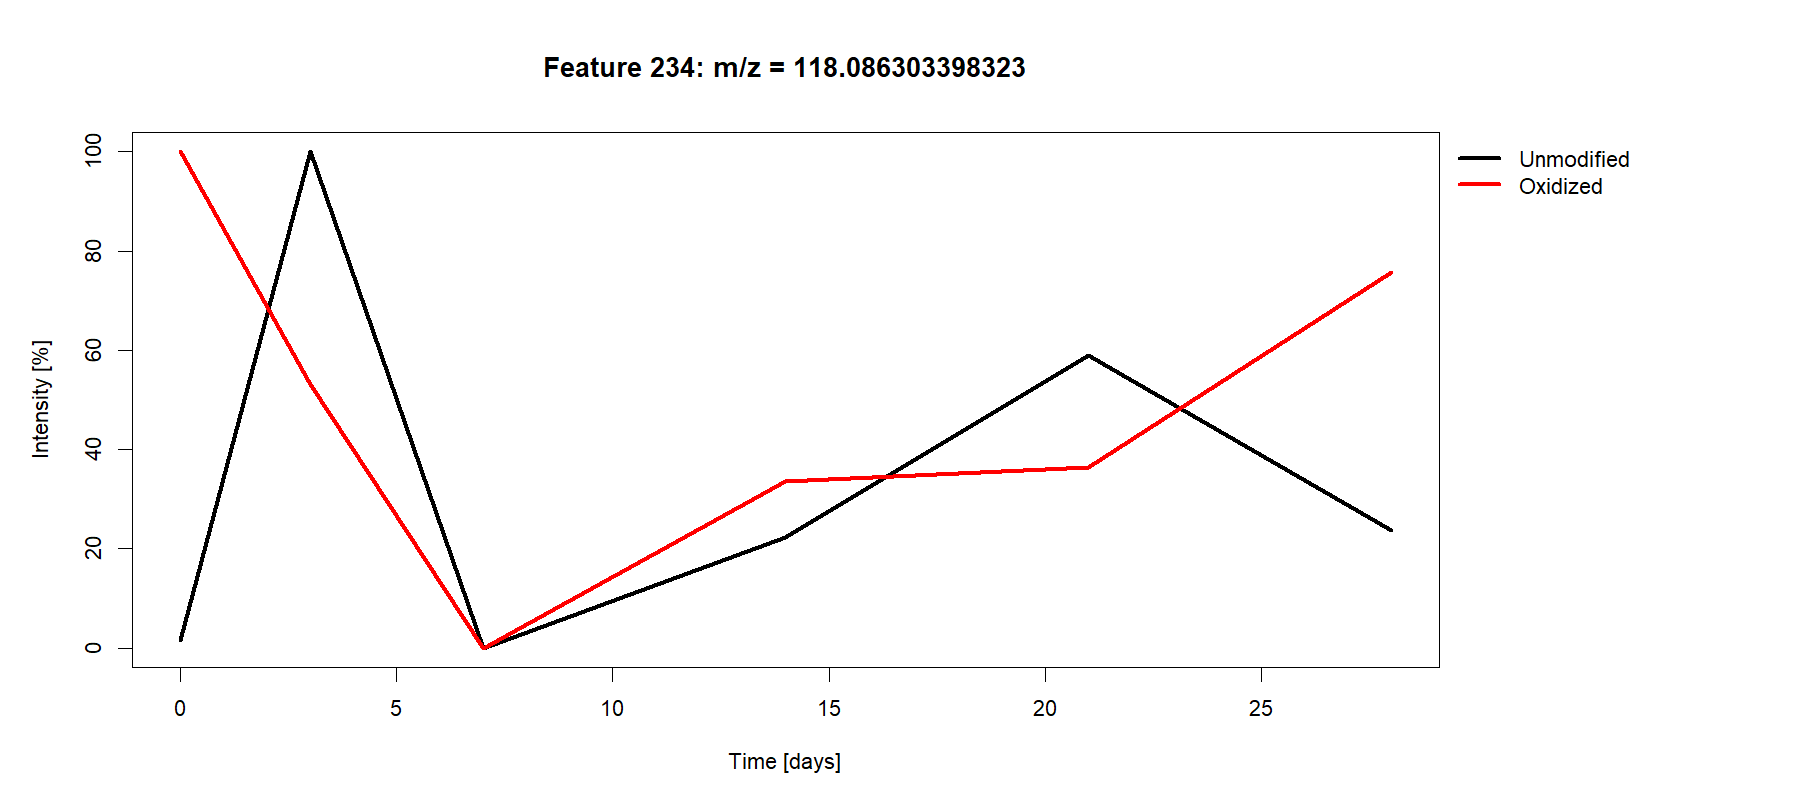 Feature 234: m/z = 118.086303398323
Unmodified
Oxidized
Intensity [%]
100
80
60
40
20
0
0 5 10 15 20 25
Time [days]